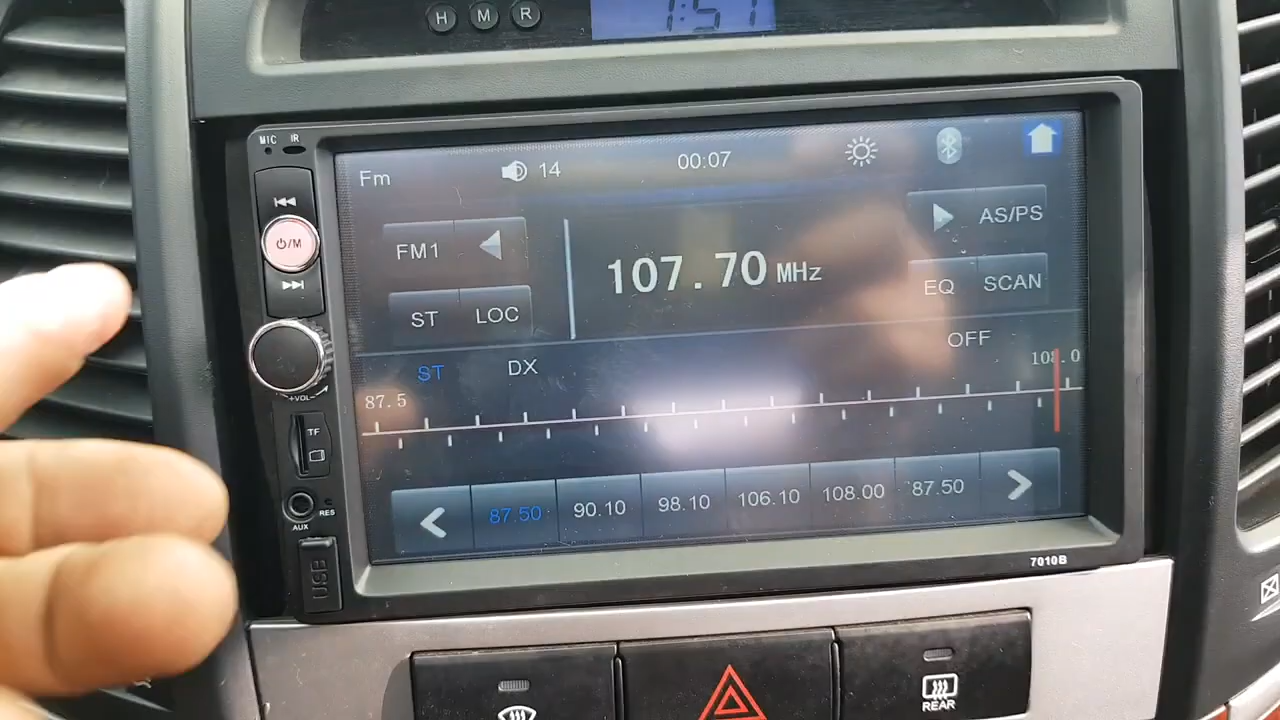 H M R
1:51
MIC IR
Fm 14 00:07
⏻/M
FM1 AS/PS
107.70 MHz
ST LOC EQ SCAN
OFF
ST DX
87.5 108.0
+VOL-
TF
87.50 90.10 98.10 106.10 108.00 87.50
RES
AUX
USB
7010B
REAR